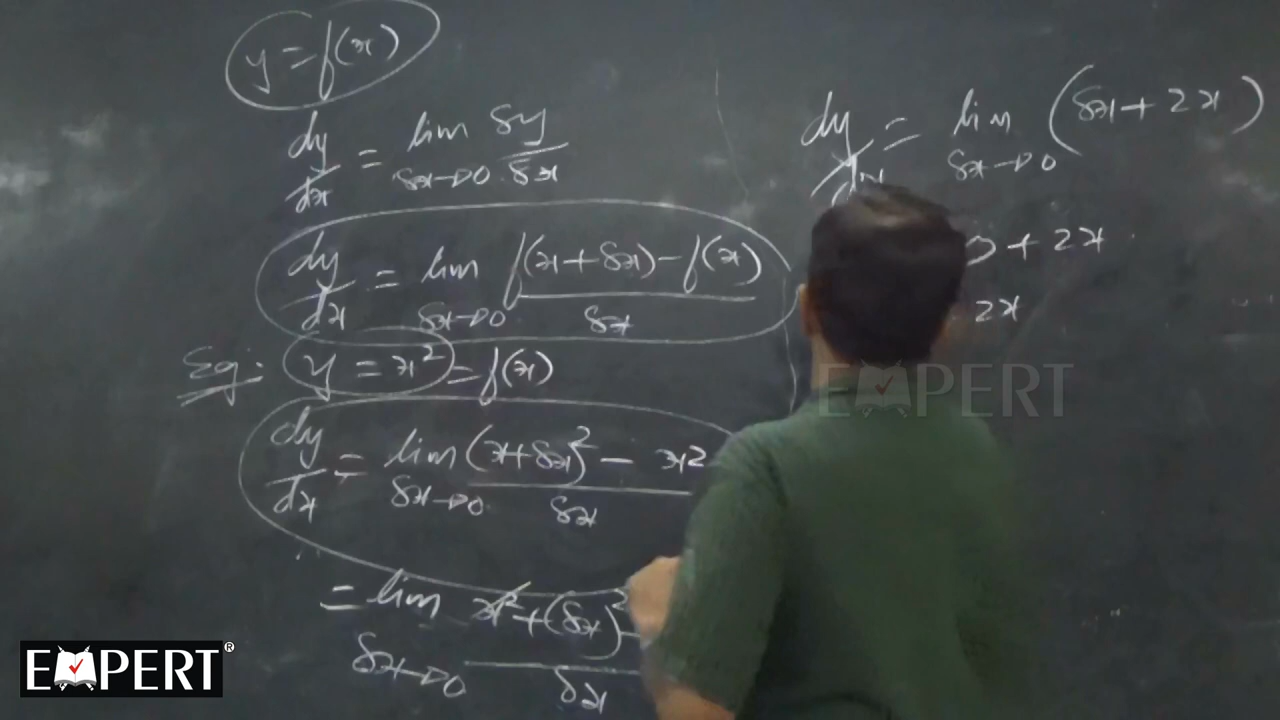 y = f(x)
dy/dx = lim δx→0 δy/δx
dy/dx = lim δx→0 f(x+δx) - f(x) / δx
Eg: y = x² = f(x)
dy/dx = lim δx→0 (x+δx)² - x² / δx
= lim δx→0 x² + (δx)² / δx
dy/dx = lim δx→0 (δx + 2x)
+ 2x
2x
EXPERT
EXPERT®